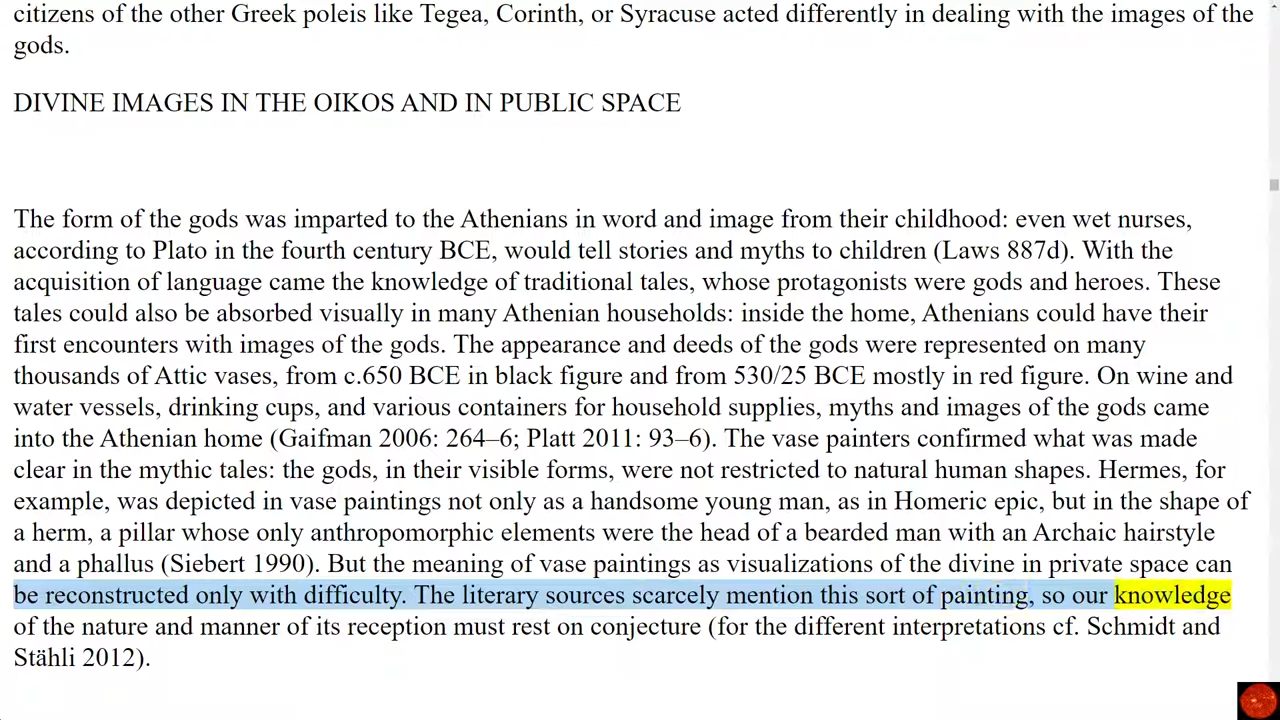 citizens of the other Greek poleis like Tegea, Corinth, or Syracuse acted differently in dealing with the images of the
gods.
DIVINE IMAGES IN THE OIKOS AND IN PUBLIC SPACE
The form of the gods was imparted to the Athenians in word and image from their childhood: even wet nurses,
according to Plato in the fourth century BCE, would tell stories and myths to children (Laws 887d). With the
acquisition of language came the knowledge of traditional tales, whose protagonists were gods and heroes. These
tales could also be absorbed visually in many Athenian households: inside the home, Athenians could have their
first encounters with images of the gods. The appearance and deeds of the gods were represented on many
thousands of Attic vases, from c.650 BCE in black figure and from 530/25 BCE mostly in red figure. On wine and
water vessels, drinking cups, and various containers for household supplies, myths and images of the gods came
into the Athenian home (Gaifman 2006: 264–6; Platt 2011: 93–6). The vase painters confirmed what was made
clear in the mythic tales: the gods, in their visible forms, were not restricted to natural human shapes. Hermes, for
example, was depicted in vase paintings not only as a handsome young man, as in Homeric epic, but in the shape of
a herm, a pillar whose only anthropomorphic elements were the head of a bearded man with an Archaic hairstyle
and a phallus (Siebert 1990). But the meaning of vase paintings as visualizations of the divine in private space can
be reconstructed only with difficulty. The literary sources scarcely mention this sort of painting, so our knowledge
of the nature and manner of its reception must rest on conjecture (for the different interpretations cf. Schmidt and
Stähli 2012).